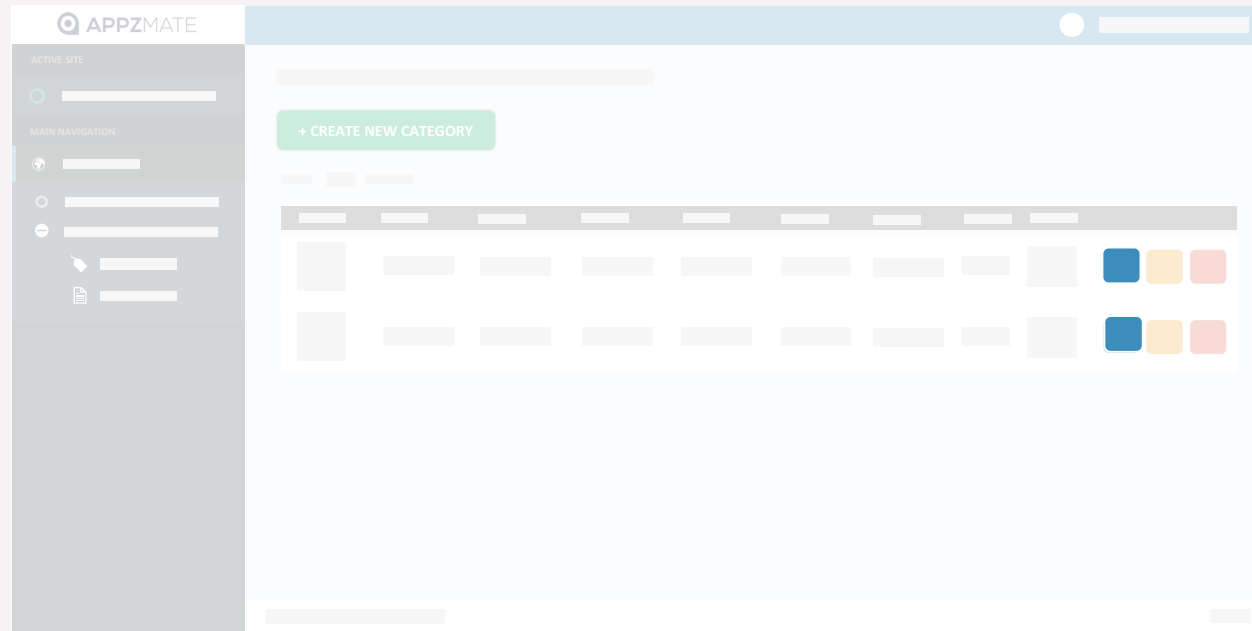 APPZMATE
ACTIVE SITE
MAIN NAVIGATION
+ CREATE NEW CATEGORY